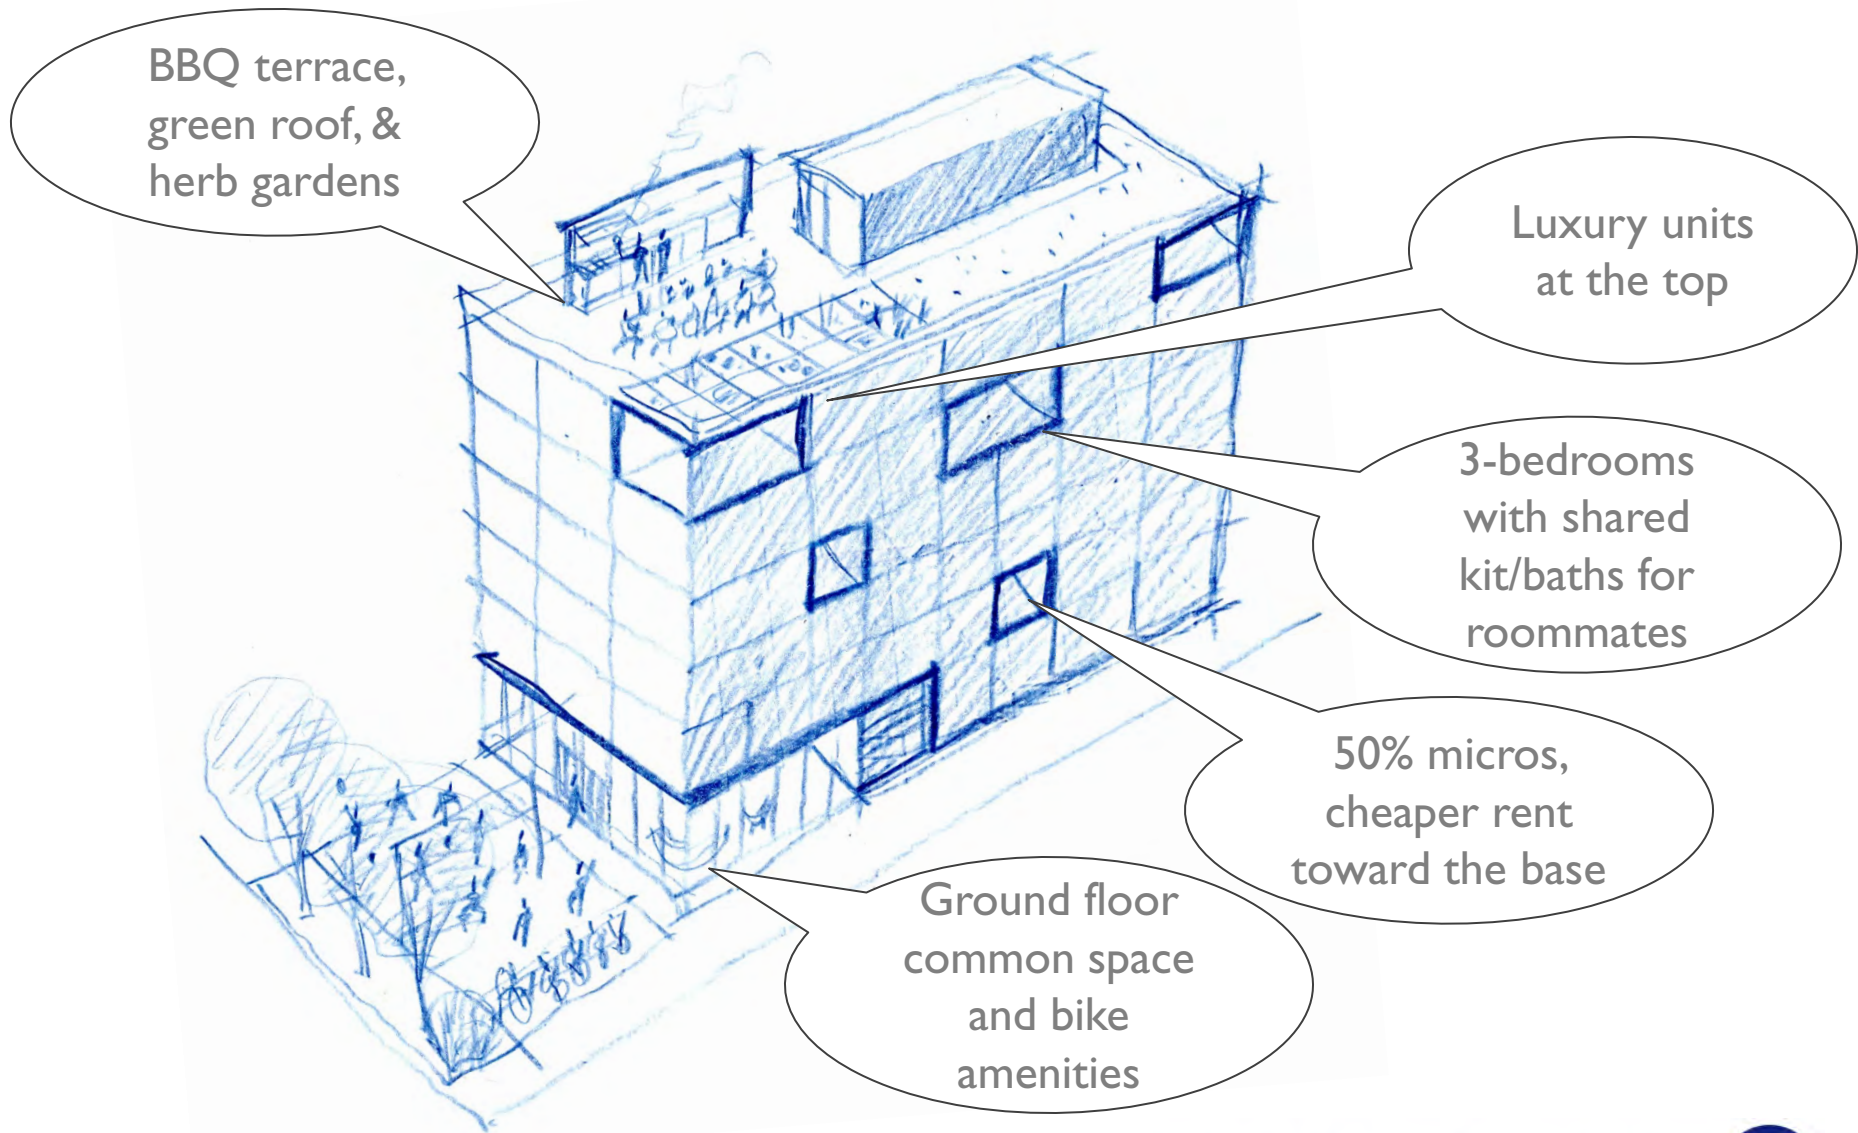 BBQ terrace,
green roof, &
herb gardens
Luxury units
at the top
3-bedrooms
with shared
kit/baths for
roommates
50% micros,
cheaper rent
toward the base
Ground floor
common space
and bike
amenities